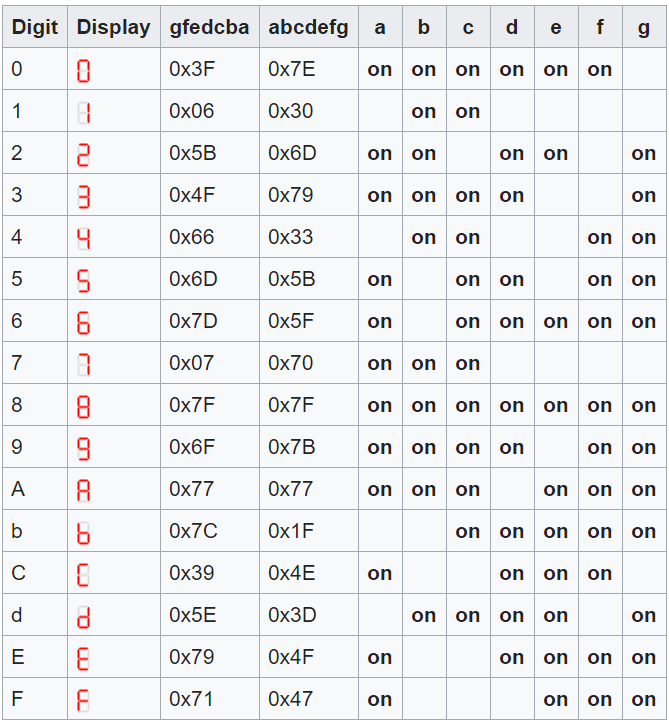 Digit Display gfedcba abcdefg a b c d e f g
0 0 0x3F 0x7E on on on on on on
1 1 0x06 0x30 on on
2 2 0x5B 0x6D on on on on on
3 3 0x4F 0x79 on on on on on
4 4 0x66 0x33 on on on on
5 5 0x6D 0x5B on on on on on
6 6 0x7D 0x5F on on on on on on
7 7 0x07 0x70 on on on
8 8 0x7F 0x7F on on on on on on on
9 9 0x6F 0x7B on on on on on on
A A 0x77 0x77 on on on on on on
b b 0x7C 0x1F on on on on on
C C 0x39 0x4E on on on on
d d 0x5E 0x3D on on on on on
E E 0x79 0x4F on on on on on
F F 0x71 0x47 on on on on